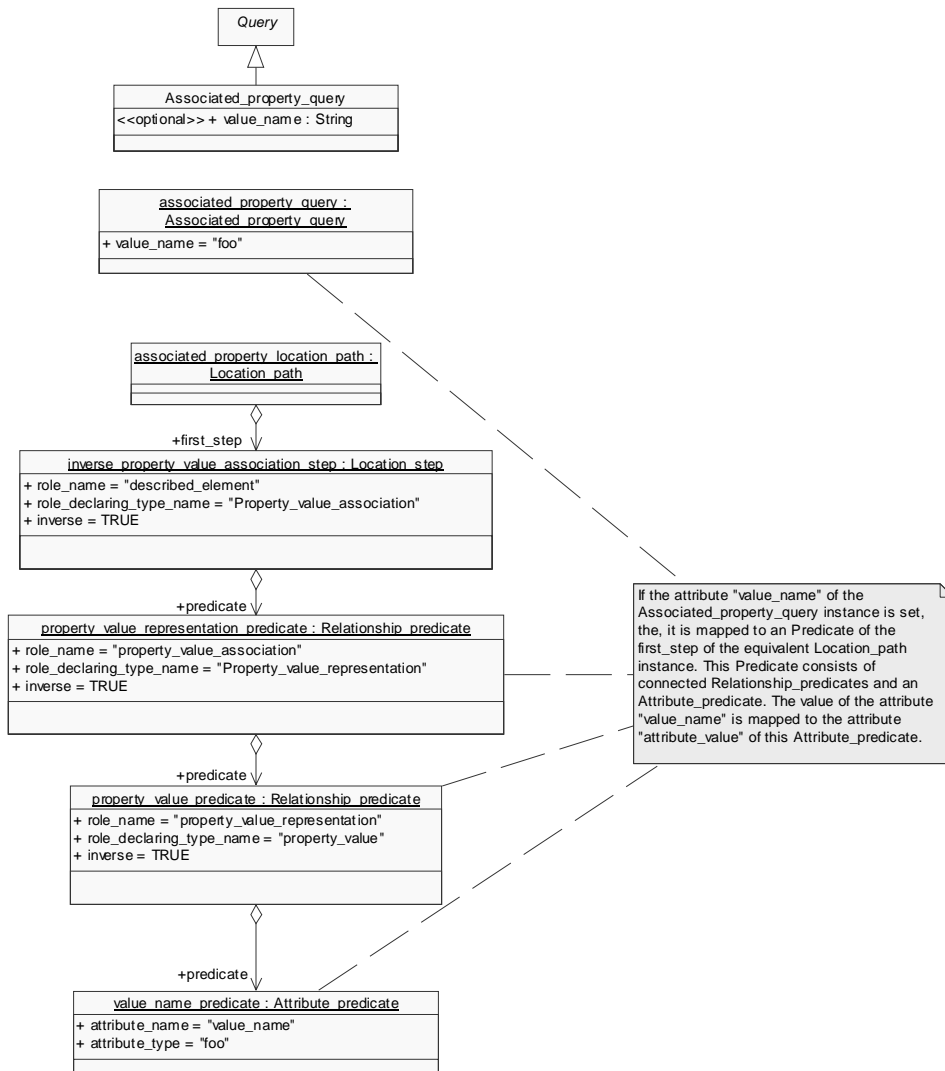 Query
Associated_property_query
<<optional>> + value_name : String
associated_property_query :
Associated_property_query
+ value_name = "foo"
associated_property_location_path :
Location_path
+first_step
inverse_property_value_association_step : Location_step
+ role_name = "described_element"
+ role_declaring_type_name = "Property_value_association"
+ inverse = TRUE
+predicate
property_value_representation_predicate : Relationship_predicate
+ role_name = "property_value_association"
+ role_declaring_type_name = "Property_value_representation"
+ inverse = TRUE
+predicate
property_value_predicate : Relationship_predicate
+ role_name = "property_value_representation"
+ role_declaring_type_name = "property_value"
+ inverse = TRUE
+predicate
value_name_predicate : Attribute_predicate
+ attribute_name = "value_name"
+ attribute_type = "foo"
If the attribute "value_name" of the
Associated_property_query instance is set,
the, it is mapped to an Predicate of the
first_step of the equivalent Location_path
instance. This Predicate consists of
connected Relationship_predicates and an
Attribute_predicate. The value of the attribute
"value_name" is mapped to the attribute
"attribute_value" of this Attribute_predicate.